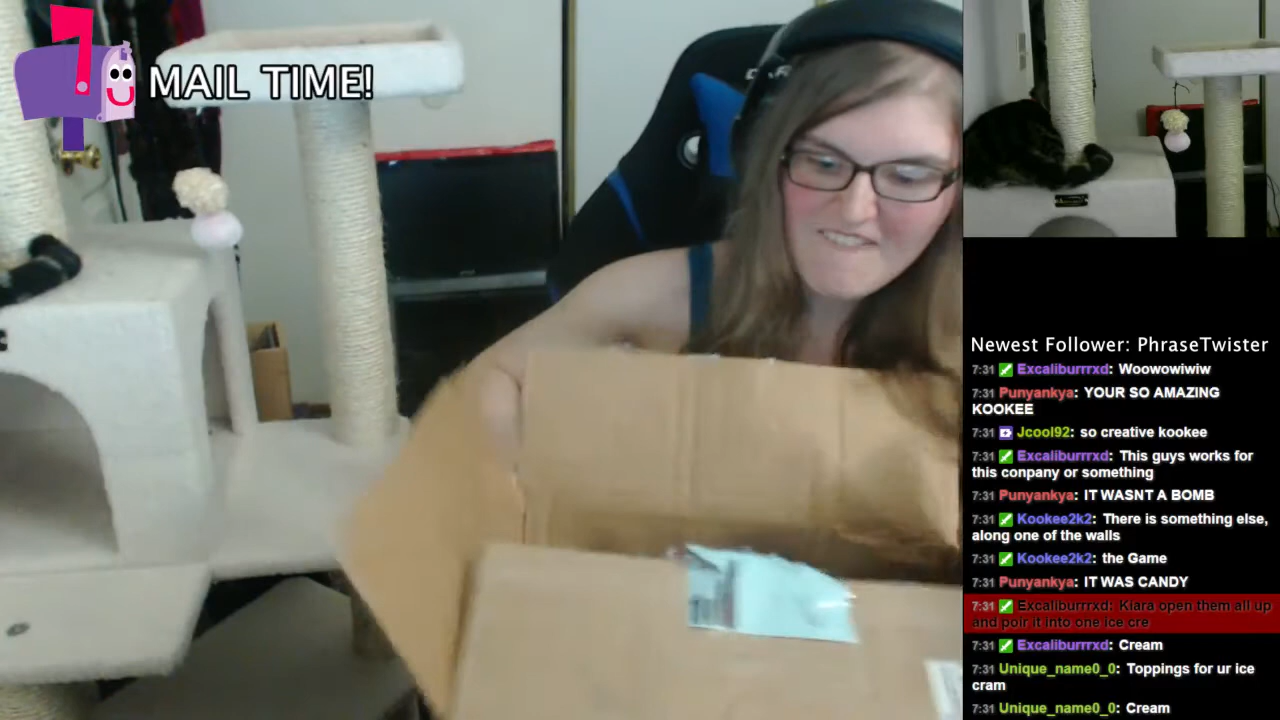 MAIL TIME!
Newest Follower: PhraseTwister
7:31 Excaliburrrxd: Woowowiwiw
7:31 Punyankya: YOUR SO AMAZING
KOOKEE
7:31 Jcool92: so creative kookee
7:31 Excaliburrrxd: This guys works for
this conpany or something
7:31 Punyankya: IT WASNT A BOMB
7:31 Kookee2k2: There is something else,
along one of the walls
7:31 Kookee2k2: the Game
7:31 Punyankya: IT WAS CANDY
7:31 Excaliburrrxd: Kiara open them all up
and poir it into one ice cre
7:31 Excaliburrrxd: Cream
7:31 Unique_name0_0: Toppings for ur ice
cram
7:31 Unique_name0_0: Cream